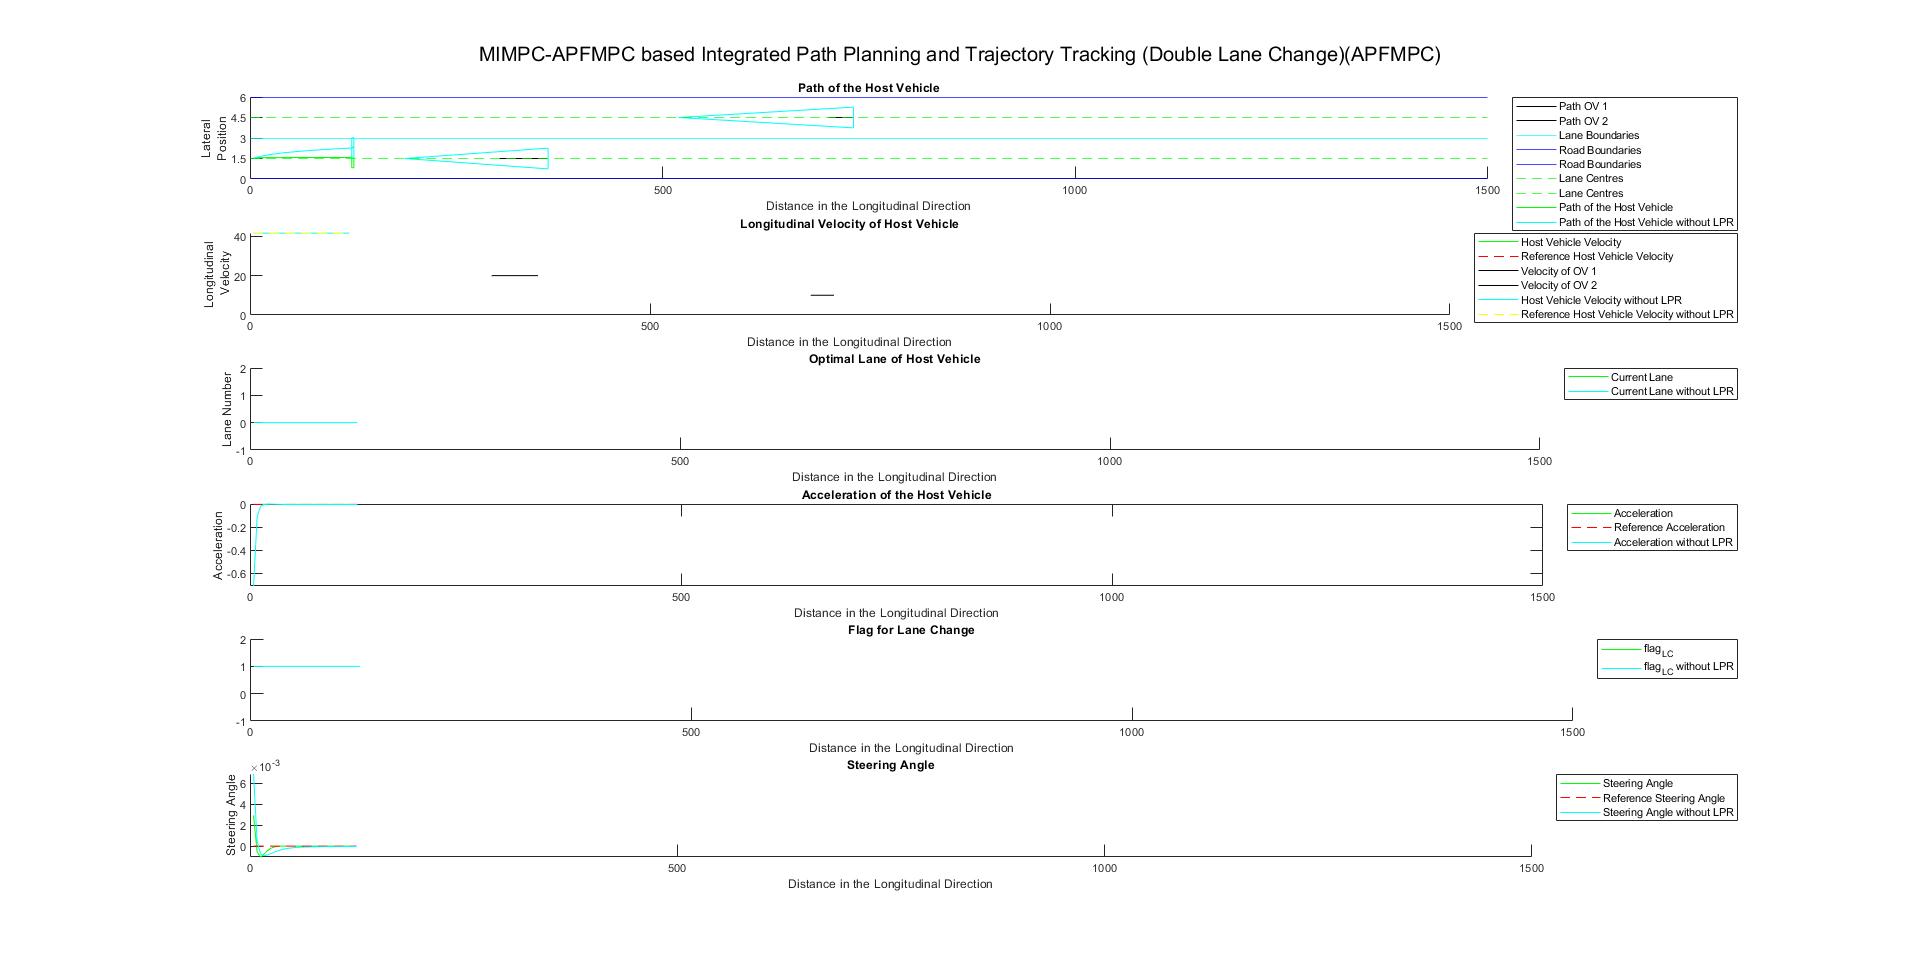 MIMPC-APFMPC based Integrated Path Planning and Trajectory Tracking (Double Lane Change)(APFMPC)
Path of the Host Vehicle
Lateral
Position
6
4.5
3
1.5
0
0
500
1000
1500
Distance in the Longitudinal Direction
Path OV 1
Path OV 2
Lane Boundaries
Road Boundaries
Road Boundaries
Lane Centres
Lane Centres
Path of the Host Vehicle
Path of the Host Vehicle without LPR
Longitudinal Velocity of Host Vehicle
Longitudinal
Velocity
40
20
0
0
500
1000
1500
Distance in the Longitudinal Direction
Host Vehicle Velocity
Reference Host Vehicle Velocity
Velocity of OV 1
Velocity of OV 2
Host Vehicle Velocity without LPR
Reference Host Vehicle Velocity without LPR
Optimal Lane of Host Vehicle
Lane Number
2
1
0
-1
0
500
1000
1500
Distance in the Longitudinal Direction
Current Lane
Current Lane without LPR
Acceleration of the Host Vehicle
Acceleration
0
-0.2
-0.4
-0.6
0
500
1000
1500
Distance in the Longitudinal Direction
Acceleration
Reference Acceleration
Acceleration without LPR
Flag for Lane Change
2
1
0
-1
0
500
1000
1500
Distance in the Longitudinal Direction
flag_LC
flag_LC without LPR
Steering Angle
Steering Angle
×10^-3
6
4
2
0
0
500
1000
1500
Distance in the Longitudinal Direction
Steering Angle
Reference Steering Angle
Steering Angle without LPR